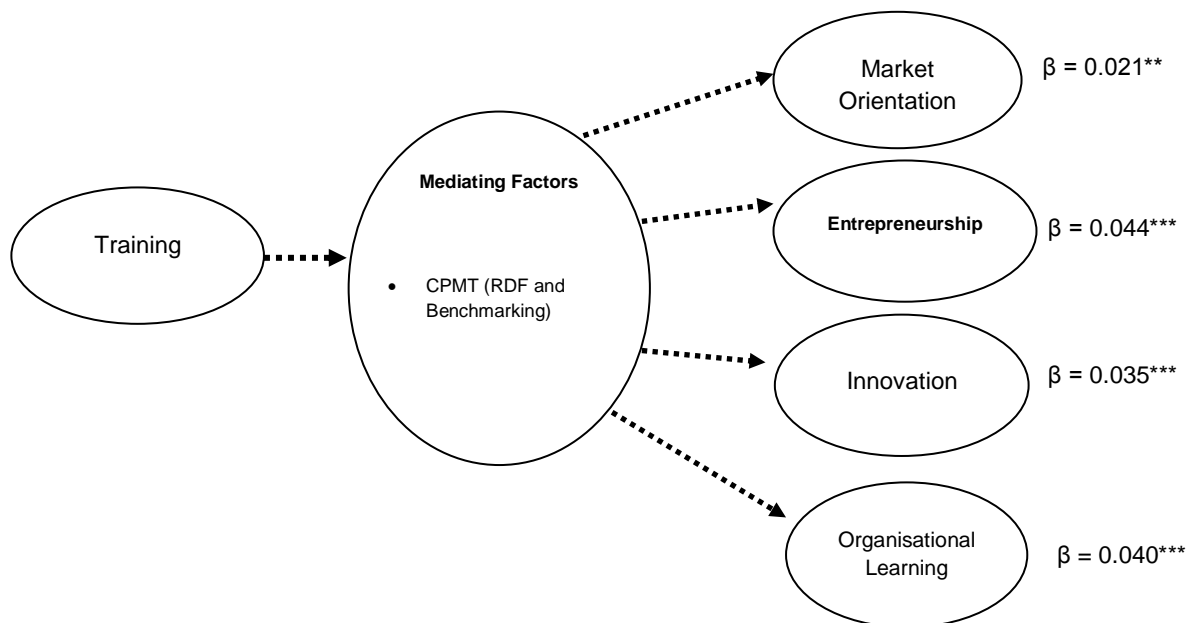 Training
Mediating Factors
• CPMT (RDF and
Benchmarking)
Market
Orientation
β = 0.021**
Entrepreneurship
β = 0.044***
Innovation
β = 0.035***
Organisational
Learning
β = 0.040***